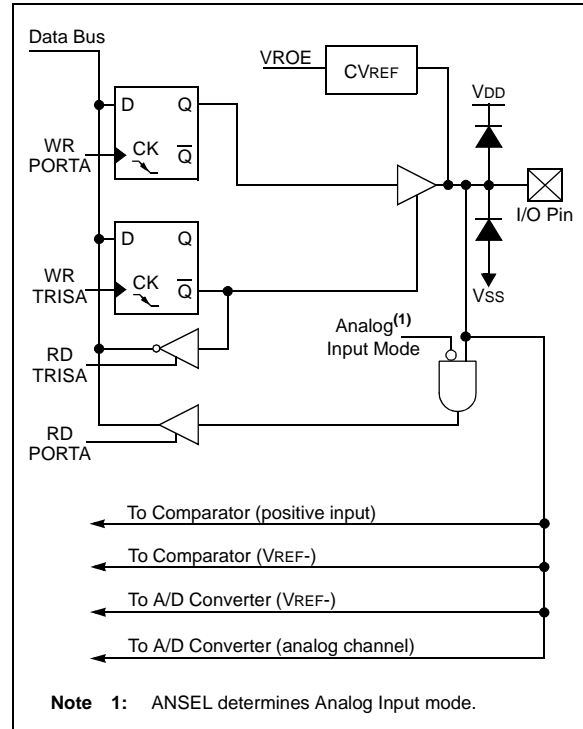 Data Bus
VROE
CVREF
VDD
D Q
WR
PORTA
CK
Q
I/O Pin
D Q
WR
TRISA
CK
Q
VSS
Analog(1)
Input Mode
RD
TRISA
RD
PORTA
To Comparator (positive input)
To Comparator (VREF-)
To A/D Converter (VREF-)
To A/D Converter (analog channel)
Note 1: ANSEL determines Analog Input mode.